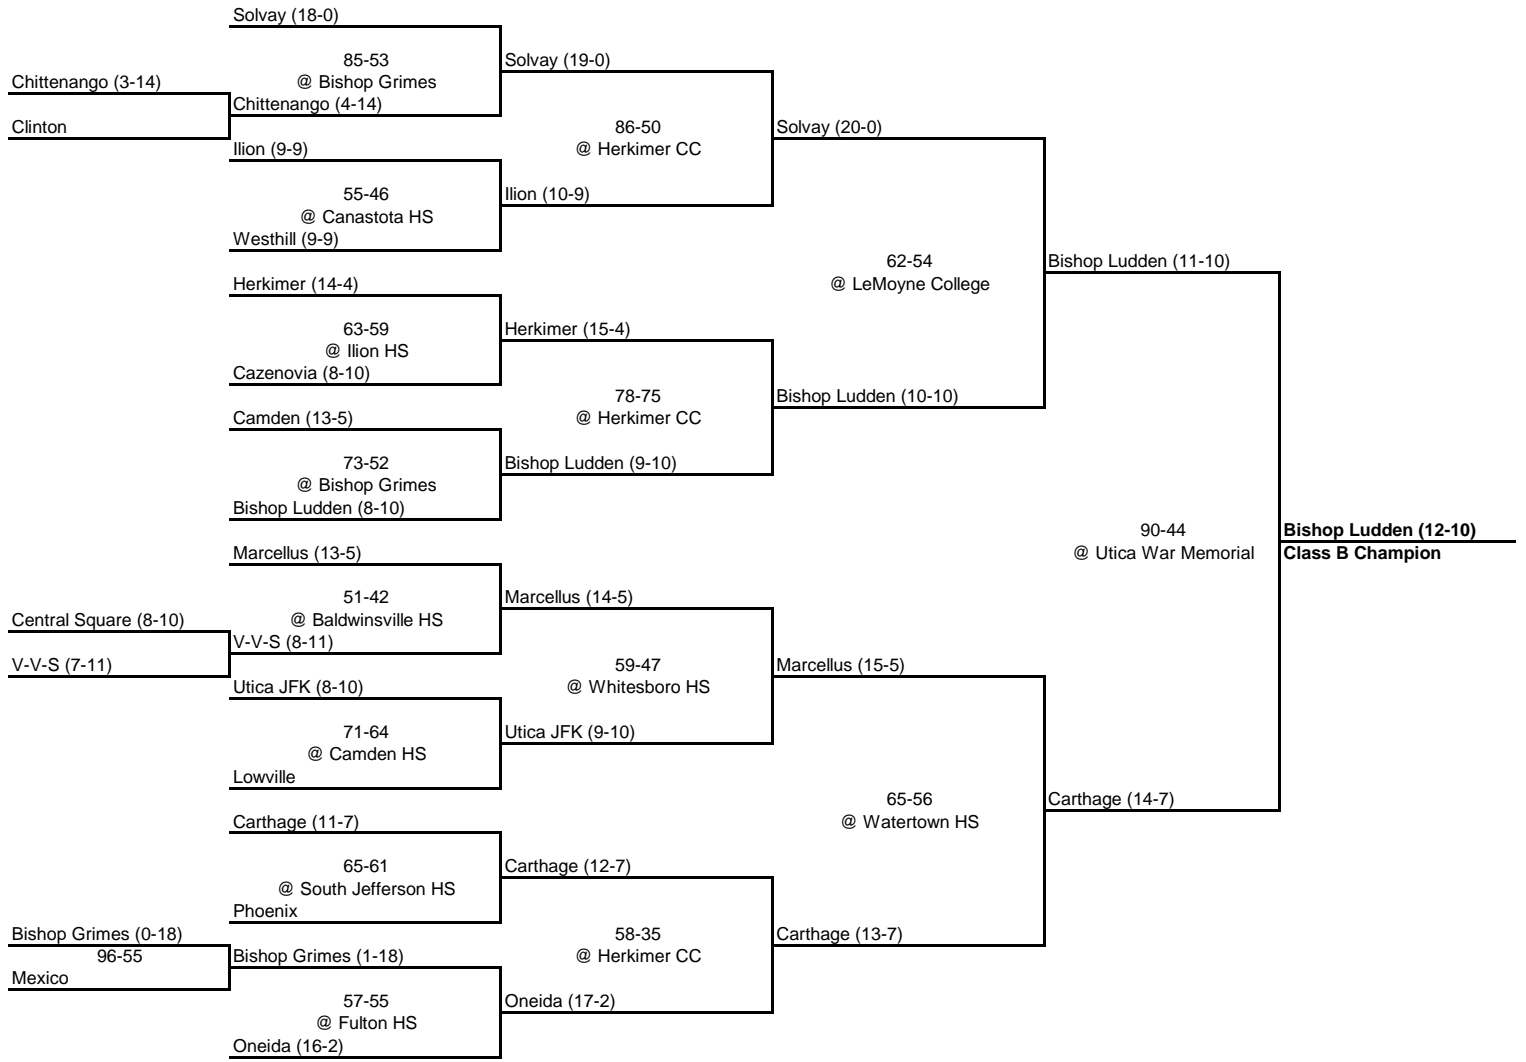 Solvay (18-0)
85-53
@ Bishop Grimes
Solvay (19-0)
Chittenango (3-14)
Chittenango (4-14)
Clinton
86-50
@ Herkimer CC
Solvay (20-0)
Ilion (9-9)
55-46
@ Canastota HS
Ilion (10-9)
Westhill (9-9)
62-54
@ LeMoyne College
Bishop Ludden (11-10)
Herkimer (14-4)
63-59
@ Ilion HS
Herkimer (15-4)
Cazenovia (8-10)
78-75
@ Herkimer CC
Bishop Ludden (10-10)
Camden (13-5)
73-52
@ Bishop Grimes
Bishop Ludden (9-10)
Bishop Ludden (8-10)
90-44
@ Utica War Memorial
Bishop Ludden (12-10)
Class B Champion
Marcellus (13-5)
51-42
@ Baldwinsville HS
Marcellus (14-5)
Central Square (8-10)
V-V-S (8-11)
V-V-S (7-11)
59-47
@ Whitesboro HS
Marcellus (15-5)
Utica JFK (8-10)
71-64
@ Camden HS
Utica JFK (9-10)
Lowville
65-56
@ Watertown HS
Carthage (14-7)
Carthage (11-7)
65-61
@ South Jefferson HS
Carthage (12-7)
Phoenix
58-35
@ Herkimer CC
Carthage (13-7)
Bishop Grimes (0-18)
96-55
Mexico
Bishop Grimes (1-18)
57-55
@ Fulton HS
Oneida (17-2)
Oneida (16-2)